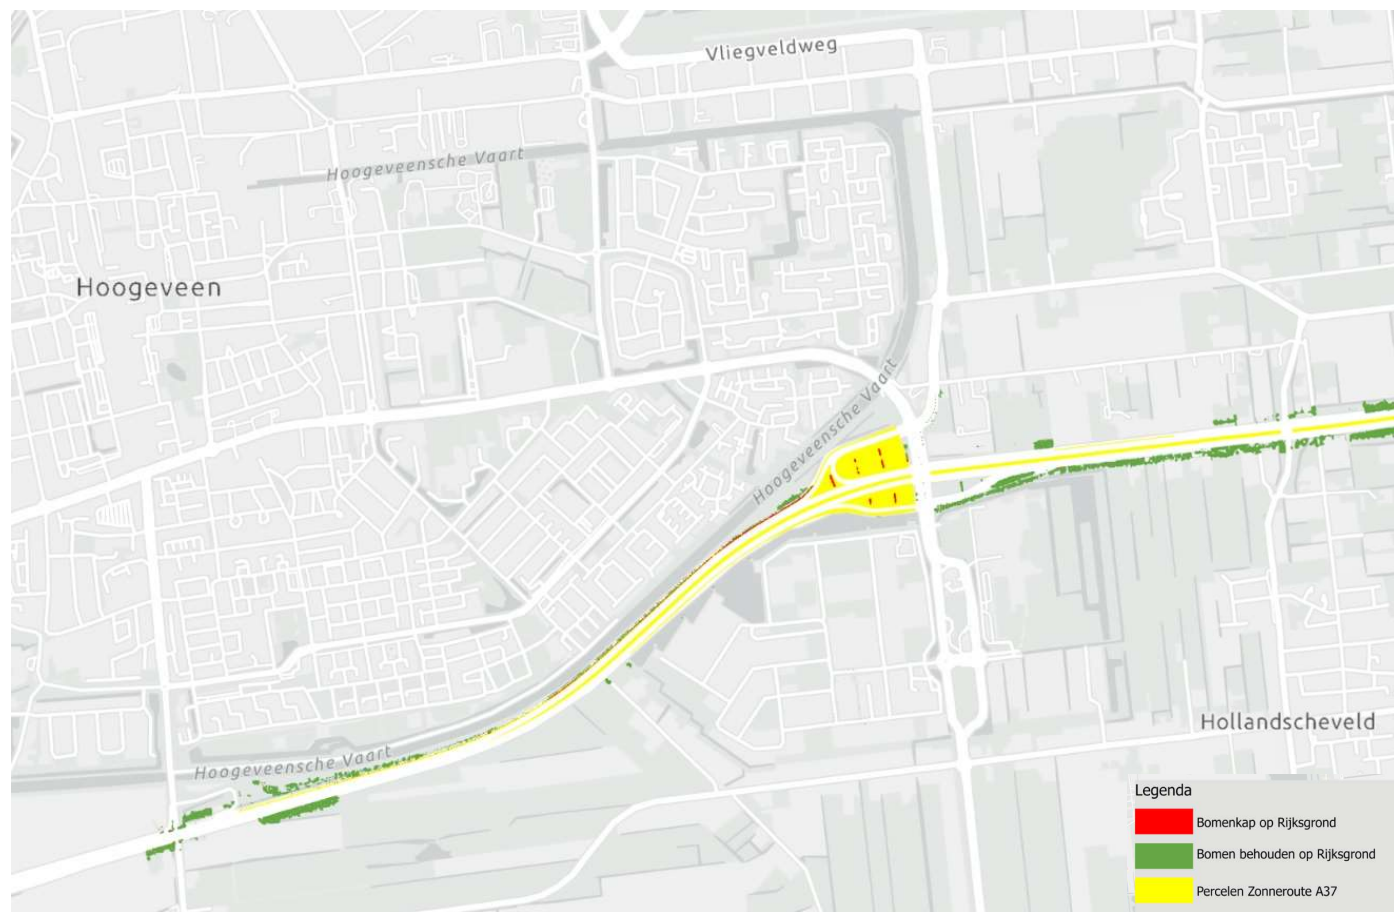 Vliegveldweg
Hoogeveensche Vaart
Hoogeveen
Hoogeveensche Vaart
Hollandscheveld
Hoogeveensche Vaart
Legenda
Bomenkap op Rijksgrond
Bomen behouden op Rijksgrond
Percelen Zonneroute A37